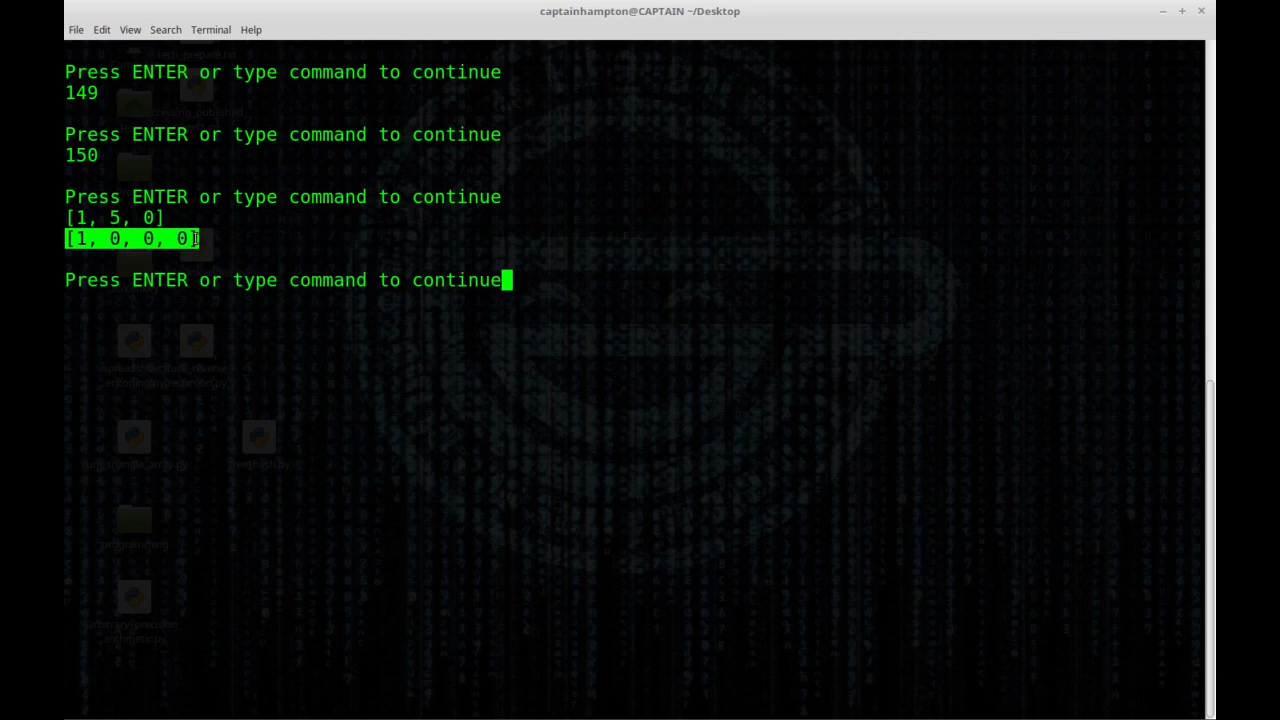 captainhampton@CAPTAIN ~/Desktop
File Edit View Search Terminal Help
Press ENTER or type command to continue
149
Press ENTER or type command to continue
150
Press ENTER or type command to continue
[1, 5, 0]
[1, 0, 0, 0]
Press ENTER or type command to continue
programming